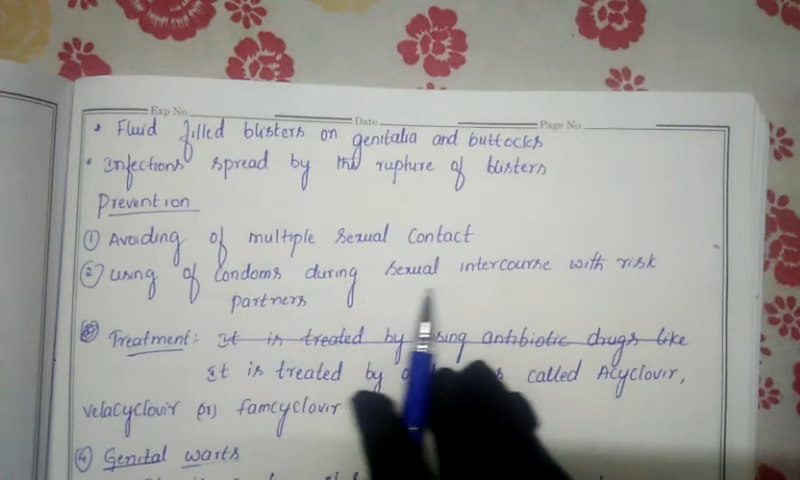 Exp No. Date Page No.
* Fluid filled blisters on genitalia and buttocks
* Infections spread by the rupture of blisters
Prevention
① Avoiding of multiple sexual contact
② using of condoms during sexual intercourse with risk
partners
Treatment: It is treated by using antibiotic drugs like
It is treated by called Acyclovir,
velacyclovir (or) famcyclovir
④ Genital warts